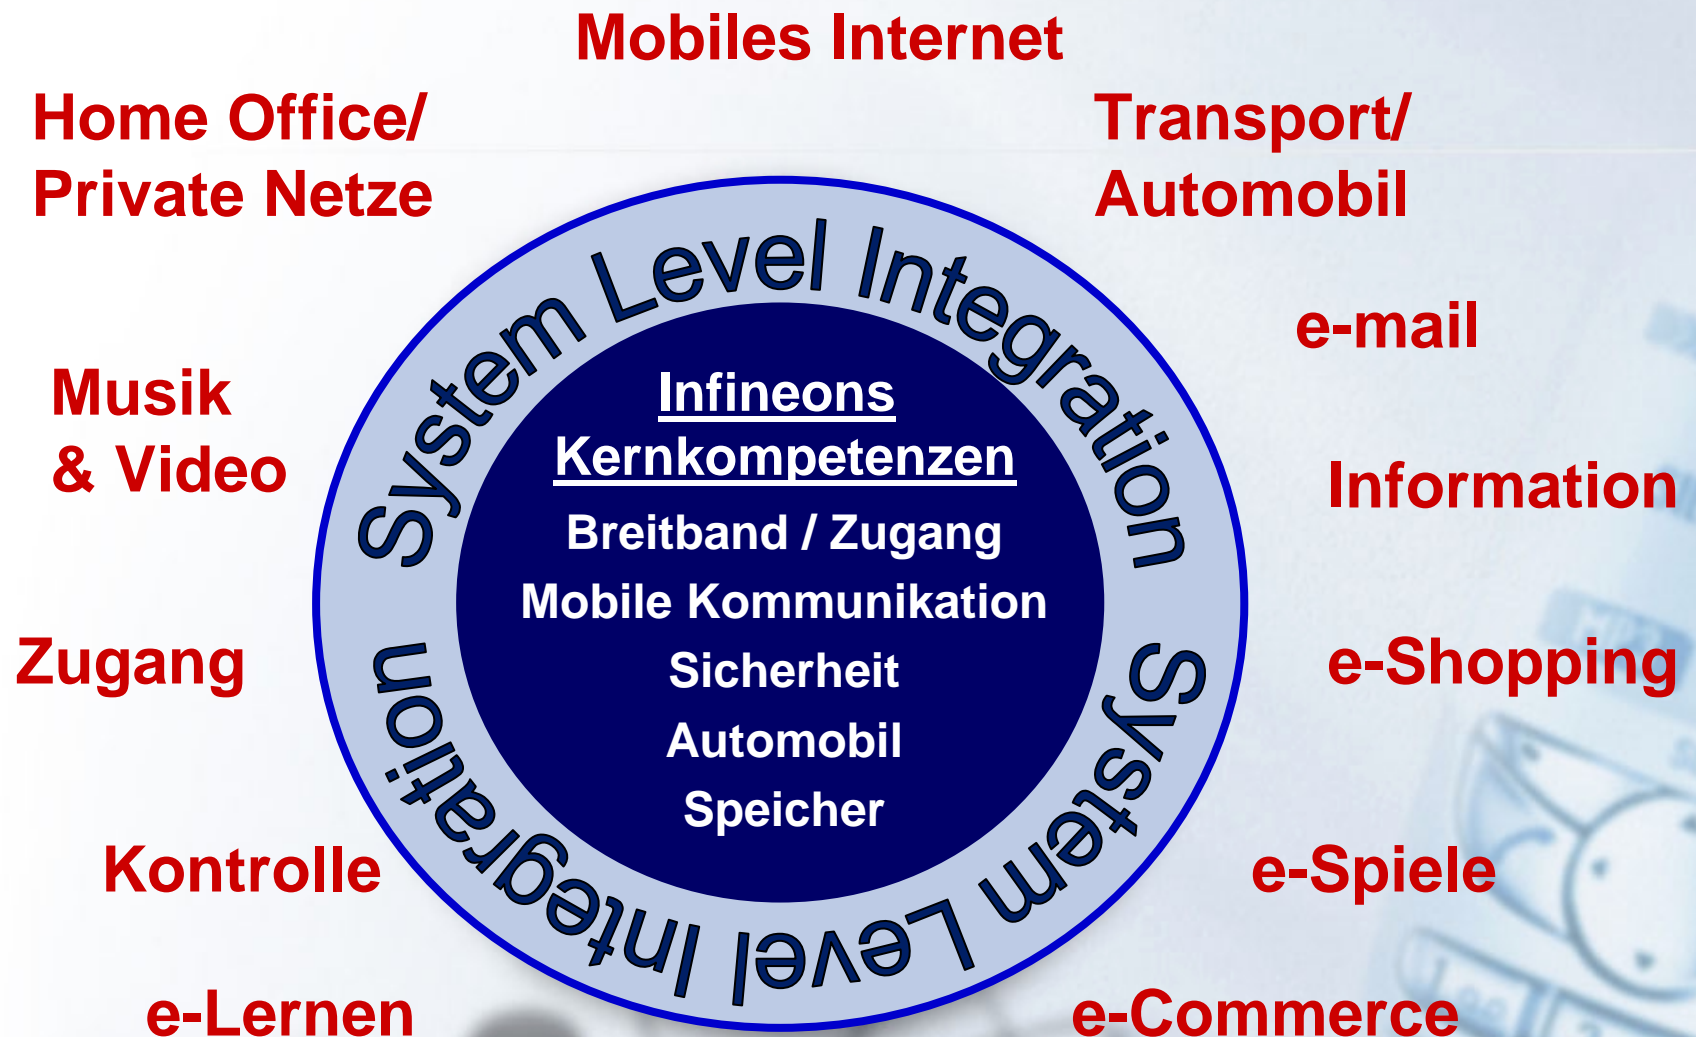 Mobiles Internet
Home Office/
Private Netze
Transport/
Automobil
e-mail
Musik
& Video
Information
Zugang
e-Shopping
Kontrolle
e-Spiele
e-Lernen
e-Commerce
System Level Integration
System Level Integration
Infineons
Kernkompetenzen
Breitband / Zugang
Mobile Kommunikation
Sicherheit
Automobil
Speicher